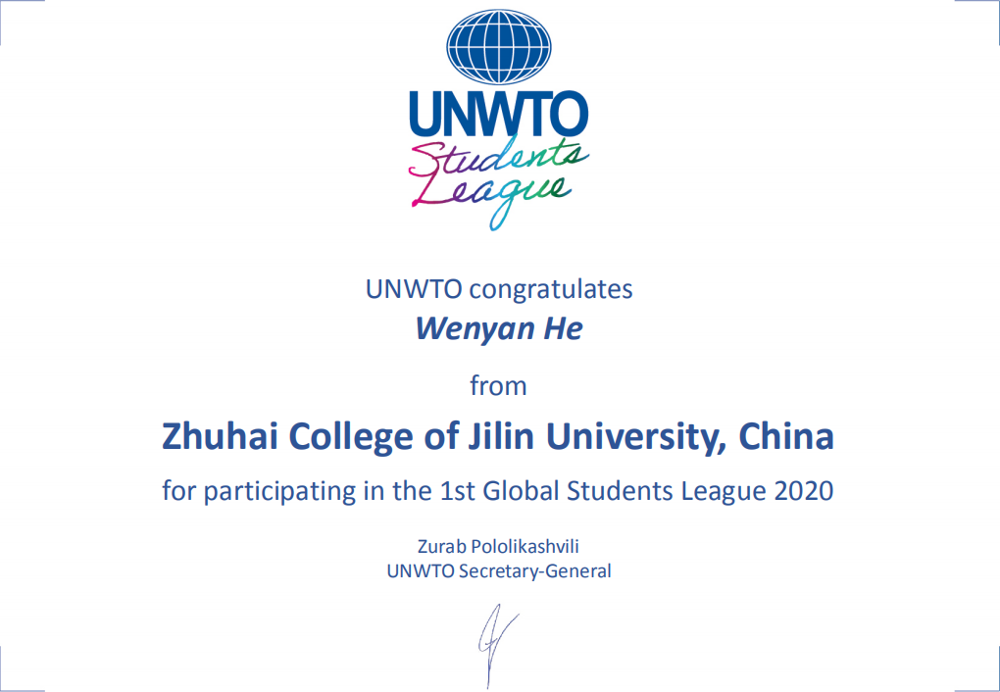 UNWTO
Students
League
UNWTO congratulates
Wenyan He
from
Zhuhai College of Jilin University, China
for participating in the 1st Global Students League 2020
Zurab Pololikashvili
UNWTO Secretary-General